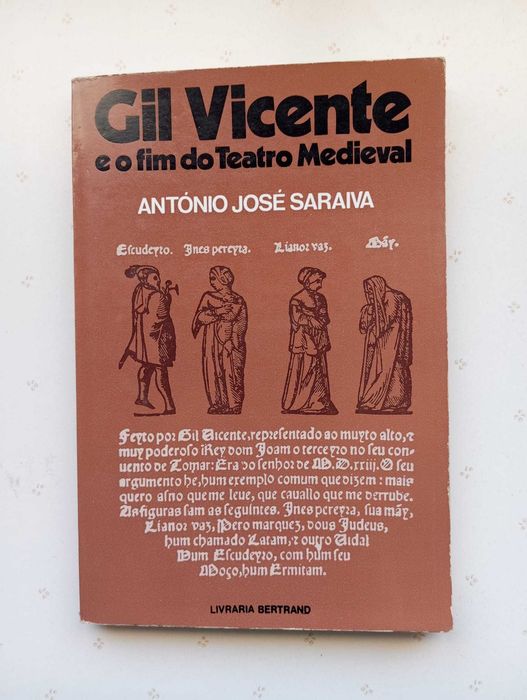 Gil Vicente
e o fim do Teatro Medieval
ANTÓNIO JOSÉ SARAIVA
Escudeyro. Ines pereyra. Lianor vaz. Mãy.
Feyto por Gil Vicente, representado ao muyto alto, &
muy poderoso Rey dom Joam o terceyro no seu con-
uento de Tomar: Era do senhor de M.D.xxiij. O seu
argumento he, hum exemplo comum que dizem: mais
quero asno que me leue, que cauallo que me derrube.
As figuras sam as seguintes. Ines pereyra, sua mãy,
Lianor vaz, Pero marquez, dous Judeus,
hum chamado Latam, & outro Vidal
Hum Escudeyro, com hum seu
Moço, hum Ermitam.
LIVRARIA BERTRAND